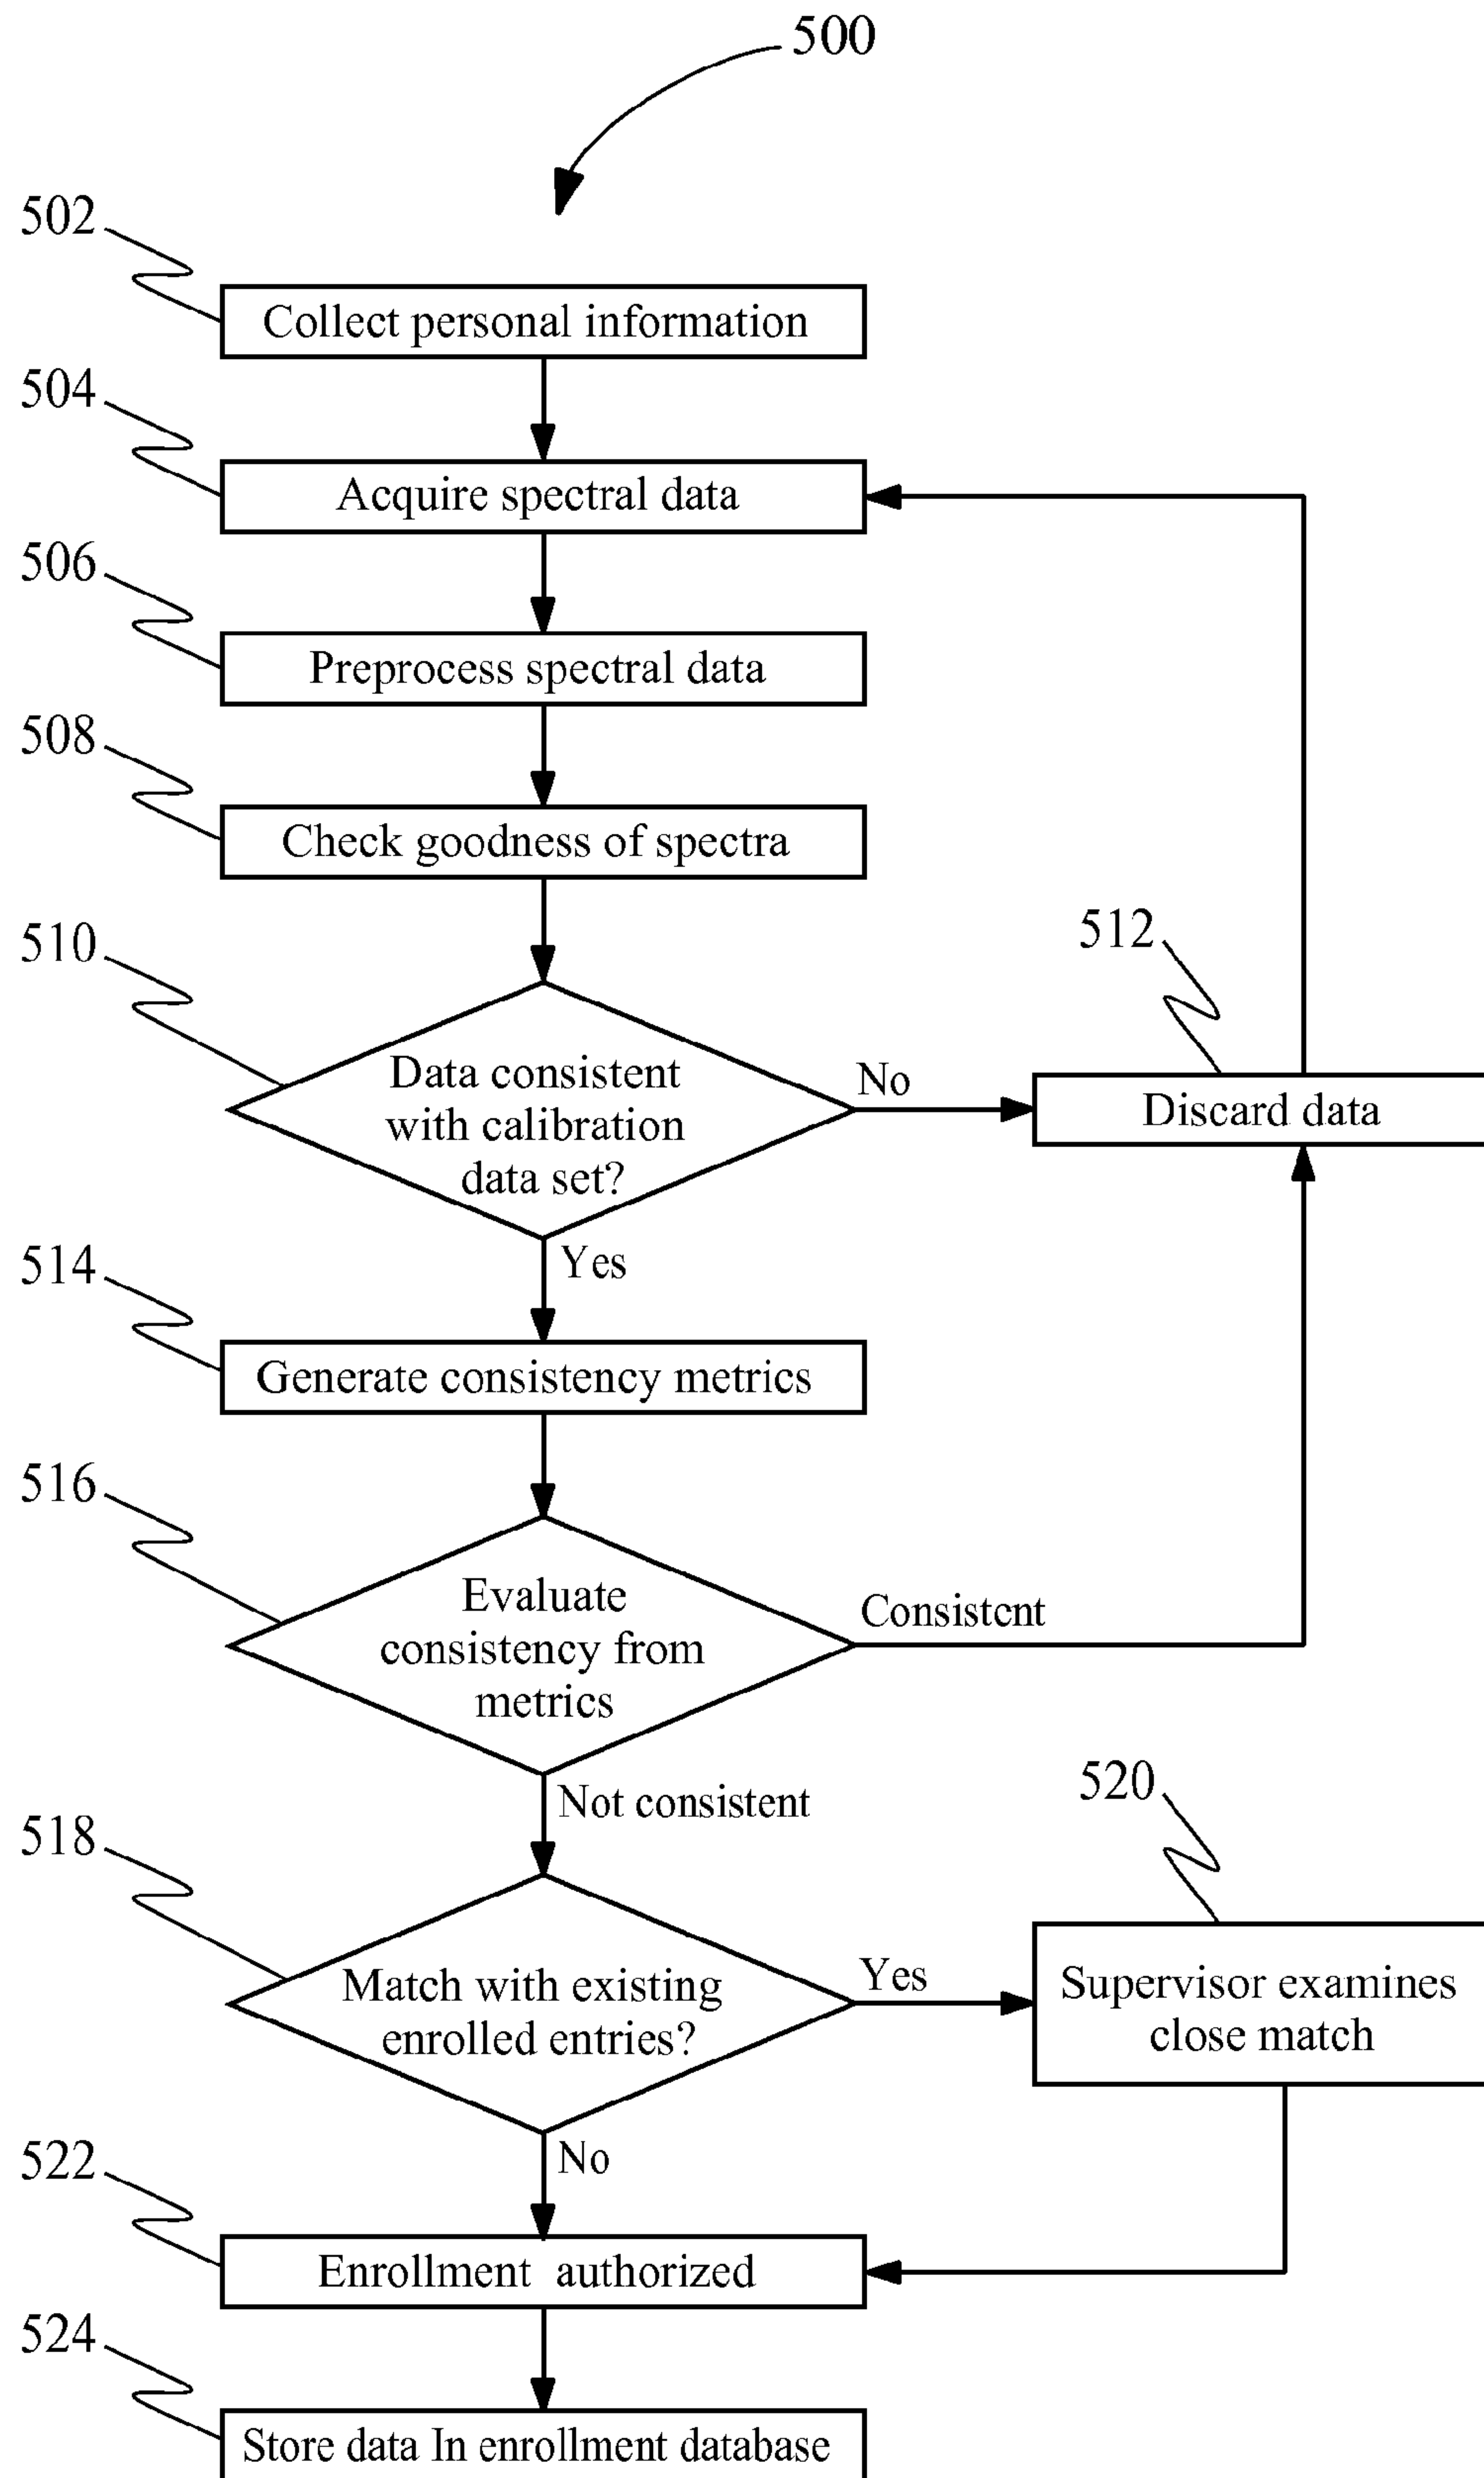 500
502
Collect personal information
504
Acquire spectral data
506
Preprocess spectral data
508
Check goodness of spectra
510
Data consistent
with calibration
data set?
No
512
Discard data
Yes
514
Generate consistency metrics
516
Evaluate
consistency from
metrics
Consistent
Not consistent
518
Match with existing
enrolled entries?
Yes
520
Supervisor examines
close match
No
522
Enrollment authorized
524
Store data In enrollment database